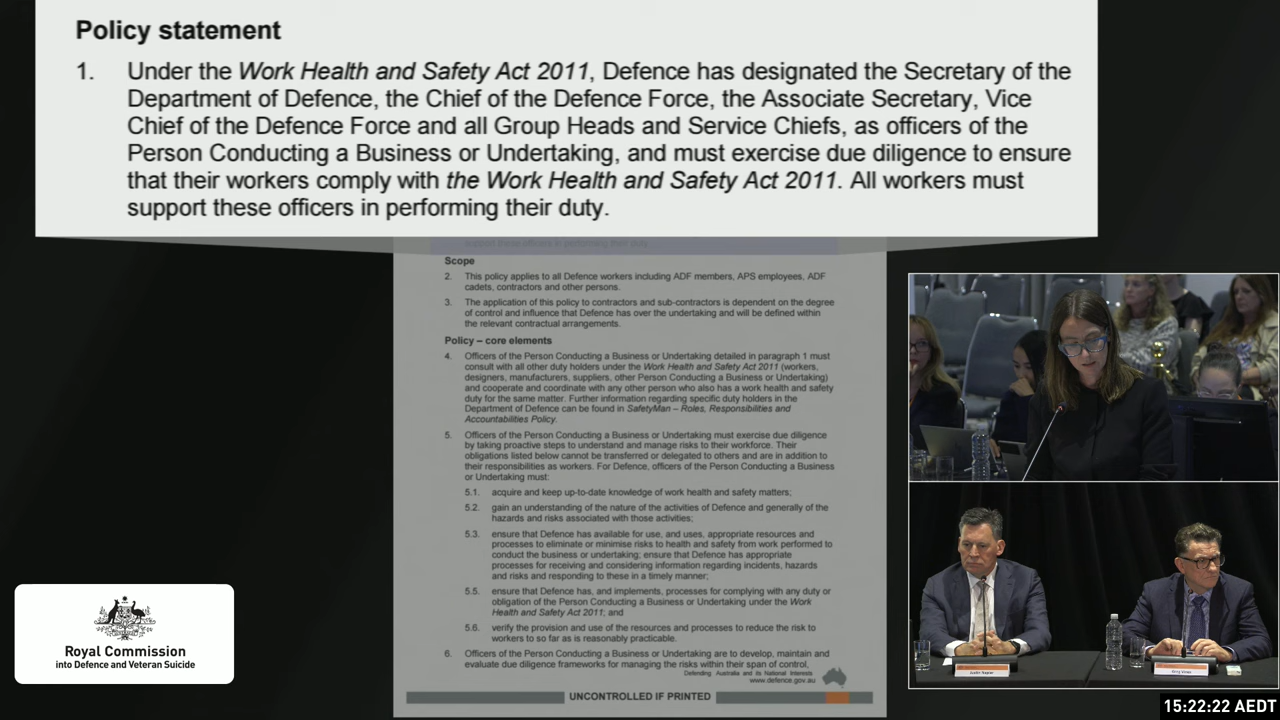 Policy statement
1. Under the Work Health and Safety Act 2011, Defence has designated the Secretary of the
Department of Defence, the Chief of the Defence Force, the Associate Secretary, Vice
Chief of the Defence Force and all Group Heads and Service Chiefs, as officers of the
Person Conducting a Business or Undertaking, and must exercise due diligence to ensure
that their workers comply with the Work Health and Safety Act 2011. All workers must
support these officers in performing their duty.
support these officers in performing their duty.
Scope
2. This policy applies to all Defence workers including ADF members, APS employees, ADF
cadets, contractors and other persons.
3. The application of this policy to contractors and sub-contractors is dependent on the degree
of control and influence that Defence has over the undertaking and will be defined within
the relevant contractual arrangements.
Policy – core elements
4. Officers of the Person Conducting a Business or Undertaking detailed in paragraph 1 must
consult with all other duty holders under the Work Health and Safety Act 2011 (workers,
designers, manufacturers, suppliers, other Person Conducting a Business or Undertaking)
and cooperate and coordinate with any other person who also has a work health and safety
duty for the same matter. Further information regarding specific duty holders in the
Department of Defence can be found in SafetyMan – Roles, Responsibilities and
Accountabilities Policy.
5. Officers of the Person Conducting a Business or Undertaking must exercise due diligence
by taking proactive steps to understand and manage risks to their workforce. Their
obligations listed below cannot be transferred or delegated to others and are in addition to
their responsibilities as workers. For Defence, officers of the Person Conducting a Business
or Undertaking must:
5.1. acquire and keep up-to-date knowledge of work health and safety matters;
5.2. gain an understanding of the nature of the activities of Defence and generally of the
hazards and risks associated with those activities;
5.3. ensure that Defence has available for use, and uses, appropriate resources and
processes to eliminate or minimise risks to health and safety from work performed to
conduct the business or undertaking; ensure that Defence has appropriate
processes for receiving and considering information regarding incidents, hazards
and risks and responding to these in a timely manner;
5.5. ensure that Defence has, and implements, processes for complying with any duty or
obligation of the Person Conducting a Business or Undertaking under the Work
Health and Safety Act 2011; and
5.6. verify the provision and use of the resources and processes to reduce the risk to
workers to so far as is reasonably practicable.
6. Officers of the Person Conducting a Business or Undertaking are to develop, maintain and
evaluate due diligence frameworks for managing the risks within their span of control,
Defending Australia and its National Interests
www.defence.gov.au
UNCONTROLLED IF PRINTED
Royal Commission
into Defence and Veteran Suicide
15:22:22 AEDT